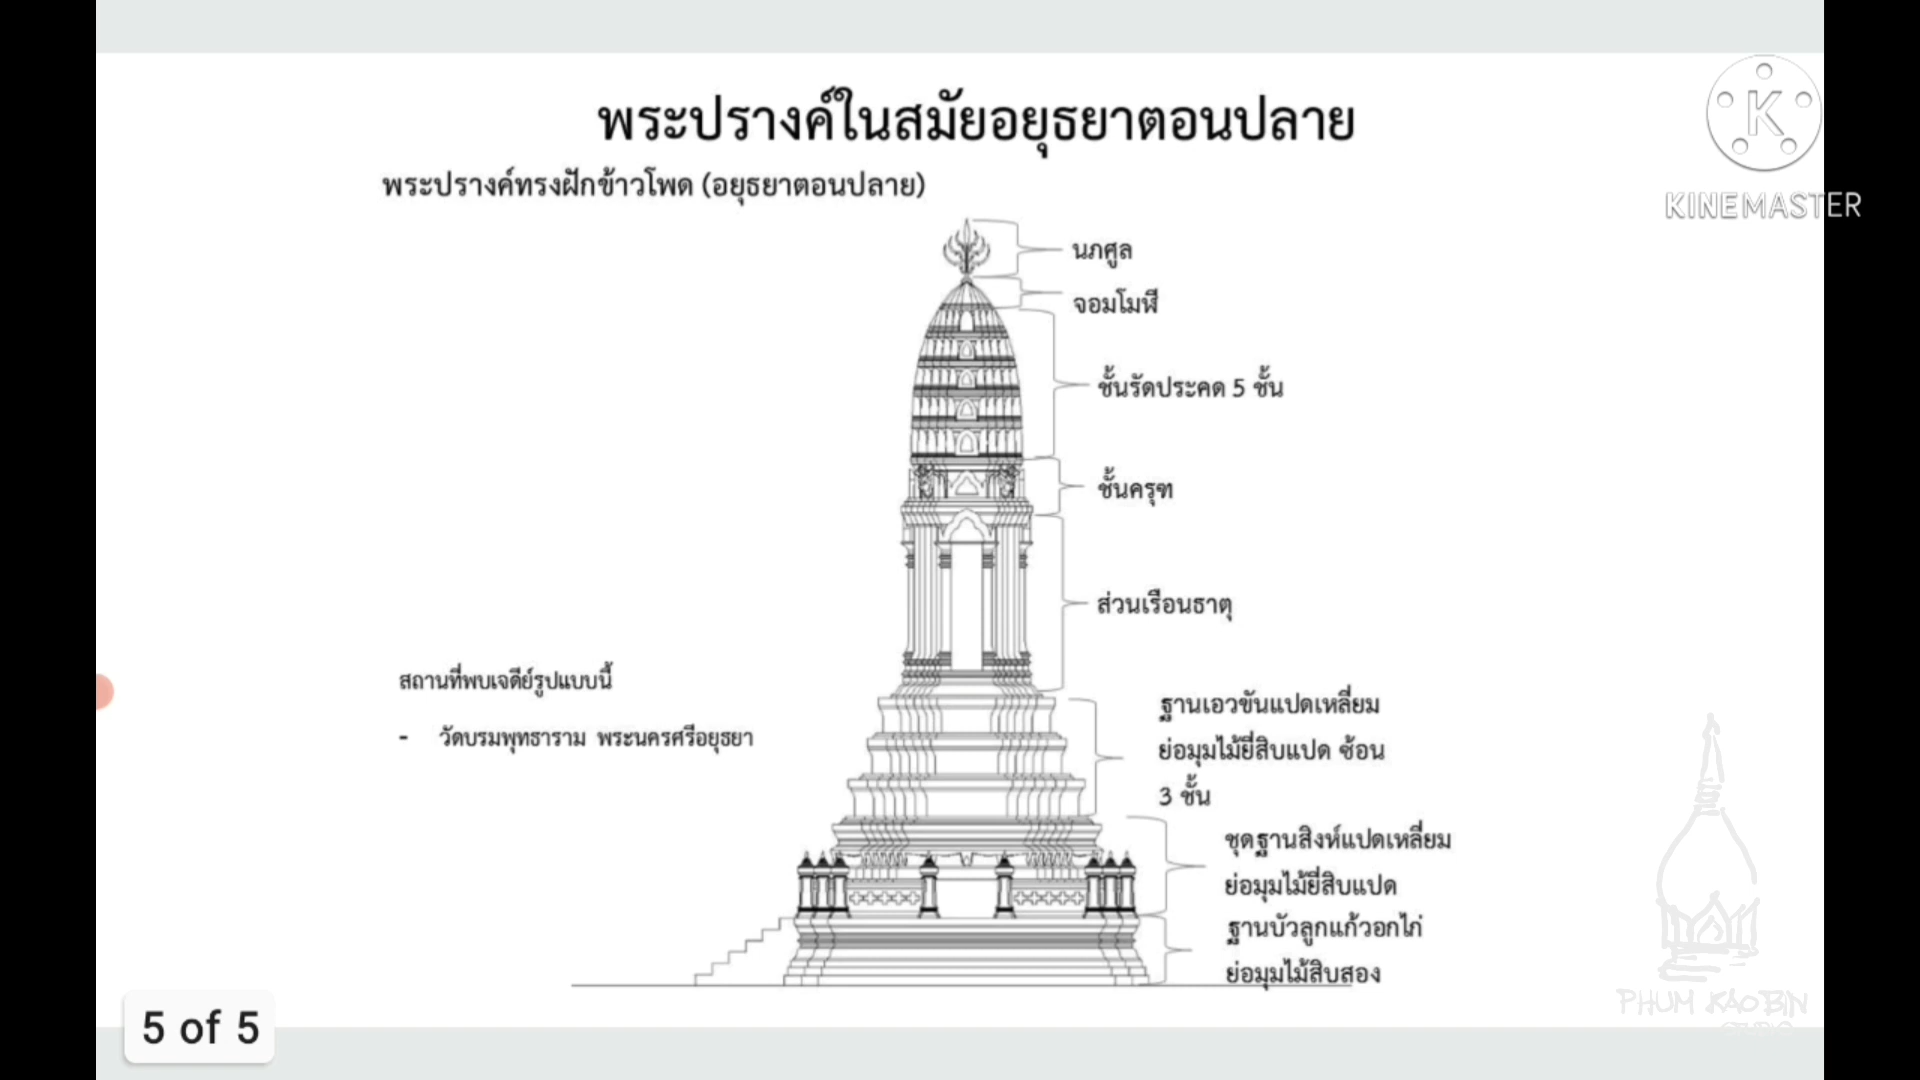 พระปรางค์ในสมัยอยุธยาตอนปลาย
พระปรางค์ทรงฝักข้าวโพด (อยุธยาตอนปลาย)
K
KINEMASTER
นภศูล
จอมโมฬี
ชั้นรัดประคด 5 ชั้น
ชั้นครุฑ
ส่วนเรือนธาตุ
สถานที่พบเจดีย์รูปแบบนี้
- วัดบรมพุทธาราม พระนครศรีอยุธยา
ฐานเอวขันแปดเหลี่ยม
ย่อมุมไม้ยี่สิบแปด ซ้อน
3 ชั้น
ชุดฐานสิงห์แปดเหลี่ยม
ย่อมุมไม้ยี่สิบแปด
ฐานบัวลูกแก้วอกไก่
ย่อมุมไม้สิบสอง
PHUM KAOBIN
STUDIO
5 of 5